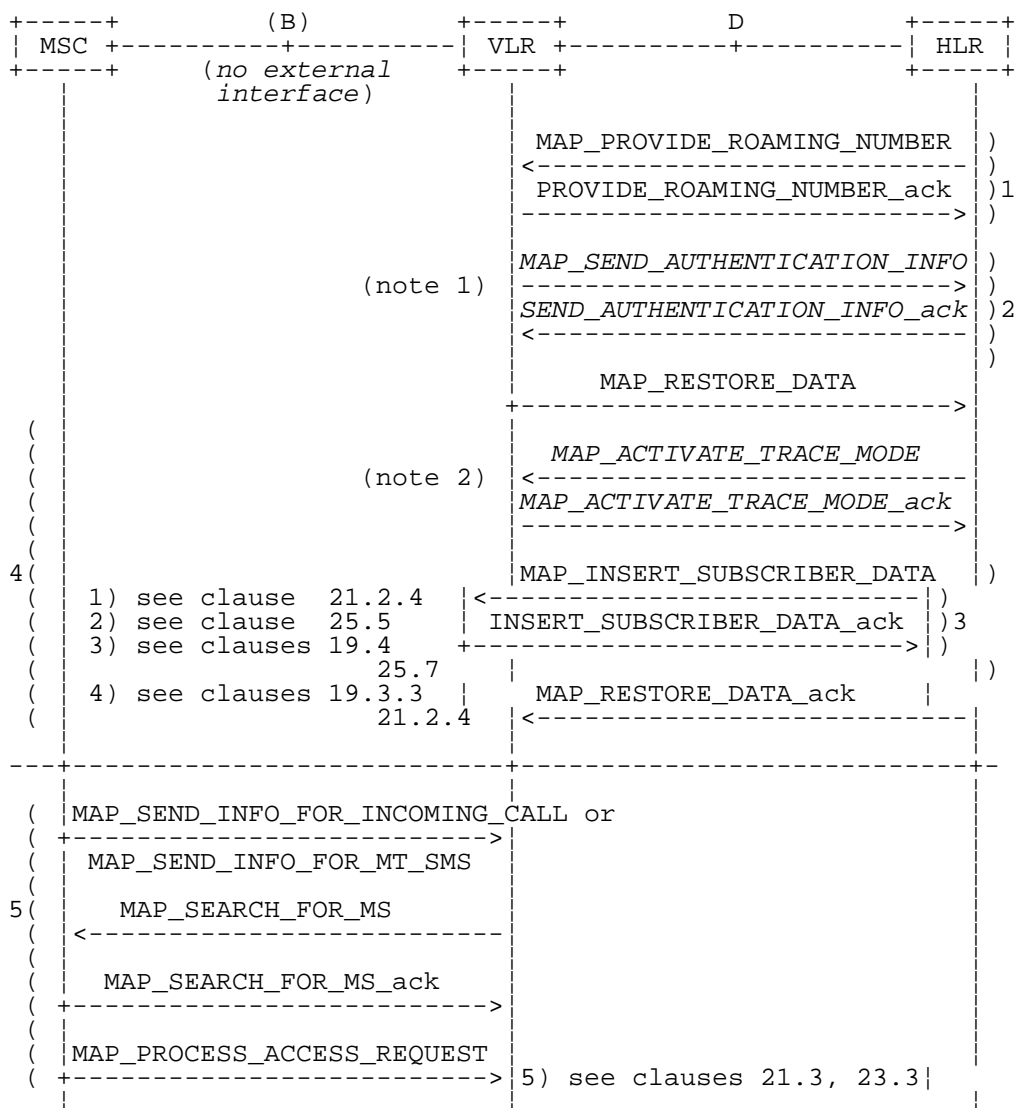 +-----+ (B) +-----+ D +-----+
¦ MSC +----------+----------¦ VLR +----------+----------¦ HLR ¦
+-----+ (no external +-----+ +-----+
interface)
MAP_PROVIDE_ROAMING_NUMBER )
<--------------------------- )
PROVIDE_ROAMING_NUMBER_ack )1
---------------------------> )
MAP_SEND_AUTHENTICATION_INFO )
(note 1) ---------------------------> )
SEND_AUTHENTICATION_INFO_ack )2
<--------------------------- )
)
MAP_RESTORE_DATA
+--------------------------->
(
( MAP_ACTIVATE_TRACE_MODE
( (note 2) <---------------------------
( MAP_ACTIVATE_TRACE_MODE_ack
( --------------------------->
(
4( MAP_INSERT_SUBSCRIBER_DATA )
( 1) see clause 21.2.4 <--------------------------- )
( 2) see clause 25.5 INSERT_SUBSCRIBER_DATA_ack )3
( 3) see clauses 19.4 +---------------------------> )
( 25.7 )
( 4) see clauses 19.3.3 MAP_RESTORE_DATA_ack
( 21.2.4 <---------------------------
---+----------------------------+-----------------------------+-
( MAP_SEND_INFO_FOR_INCOMING_CALL or
( +-------------------------->
( MAP_SEND_INFO_FOR_MT_SMS
(
5( MAP_SEARCH_FOR_MS
( <--------------------------
(
( MAP_SEARCH_FOR_MS_ack
( +-------------------------->
(
( MAP_PROCESS_ACCESS_REQUEST
( +--------------------------> 5) see clauses 21.3, 23.3